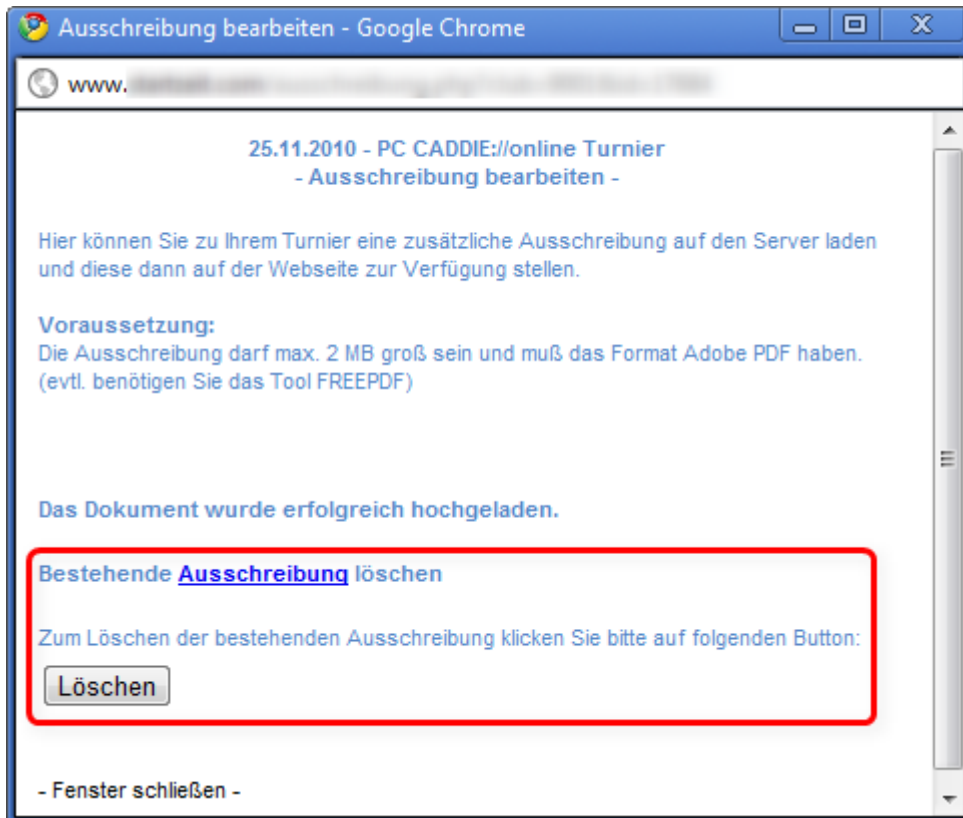 Ausschreibung bearbeiten - Google Chrome
www.
25.11.2010 - PC CADDIE://online Turnier
- Ausschreibung bearbeiten -
Hier können Sie zu Ihrem Turnier eine zusätzliche Ausschreibung auf den Server laden
und diese dann auf der Webseite zur Verfügung stellen.
Voraussetzung:
Die Ausschreibung darf max. 2 MB groß sein und muß das Format Adobe PDF haben.
(evtl. benötigen Sie das Tool FREEPDF)
Das Dokument wurde erfolgreich hochgeladen.
Bestehende Ausschreibung löschen
Zum Löschen der bestehenden Ausschreibung klicken Sie bitte auf folgenden Button:
Löschen
- Fenster schließen -